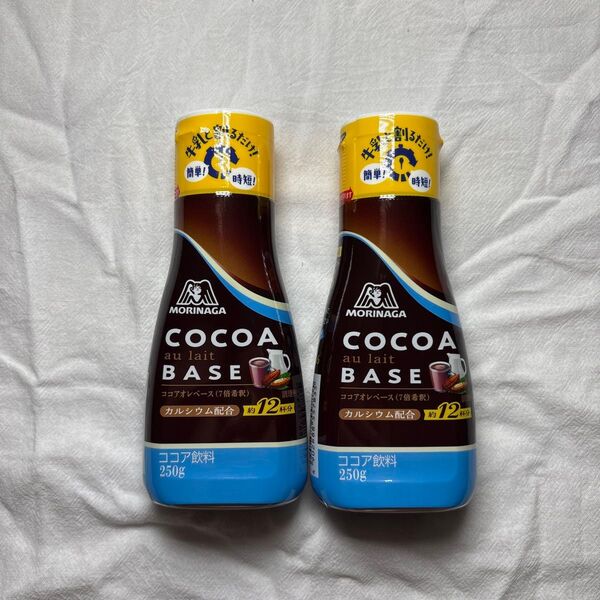 牛乳と割るだけ!
簡単!
時短!
MORINAGA
COCOA
au lait
BASE
ココアオレベース(7倍希釈)
カルシウム配合
約12杯分
ココア飲料
250g
牛乳と割るだけ!
簡単!
時短!
MORINAGA
COCOA
au lait
BASE
ココアオレベース(7倍希釈)
カルシウム配合
約12杯分
ココア飲料
250g